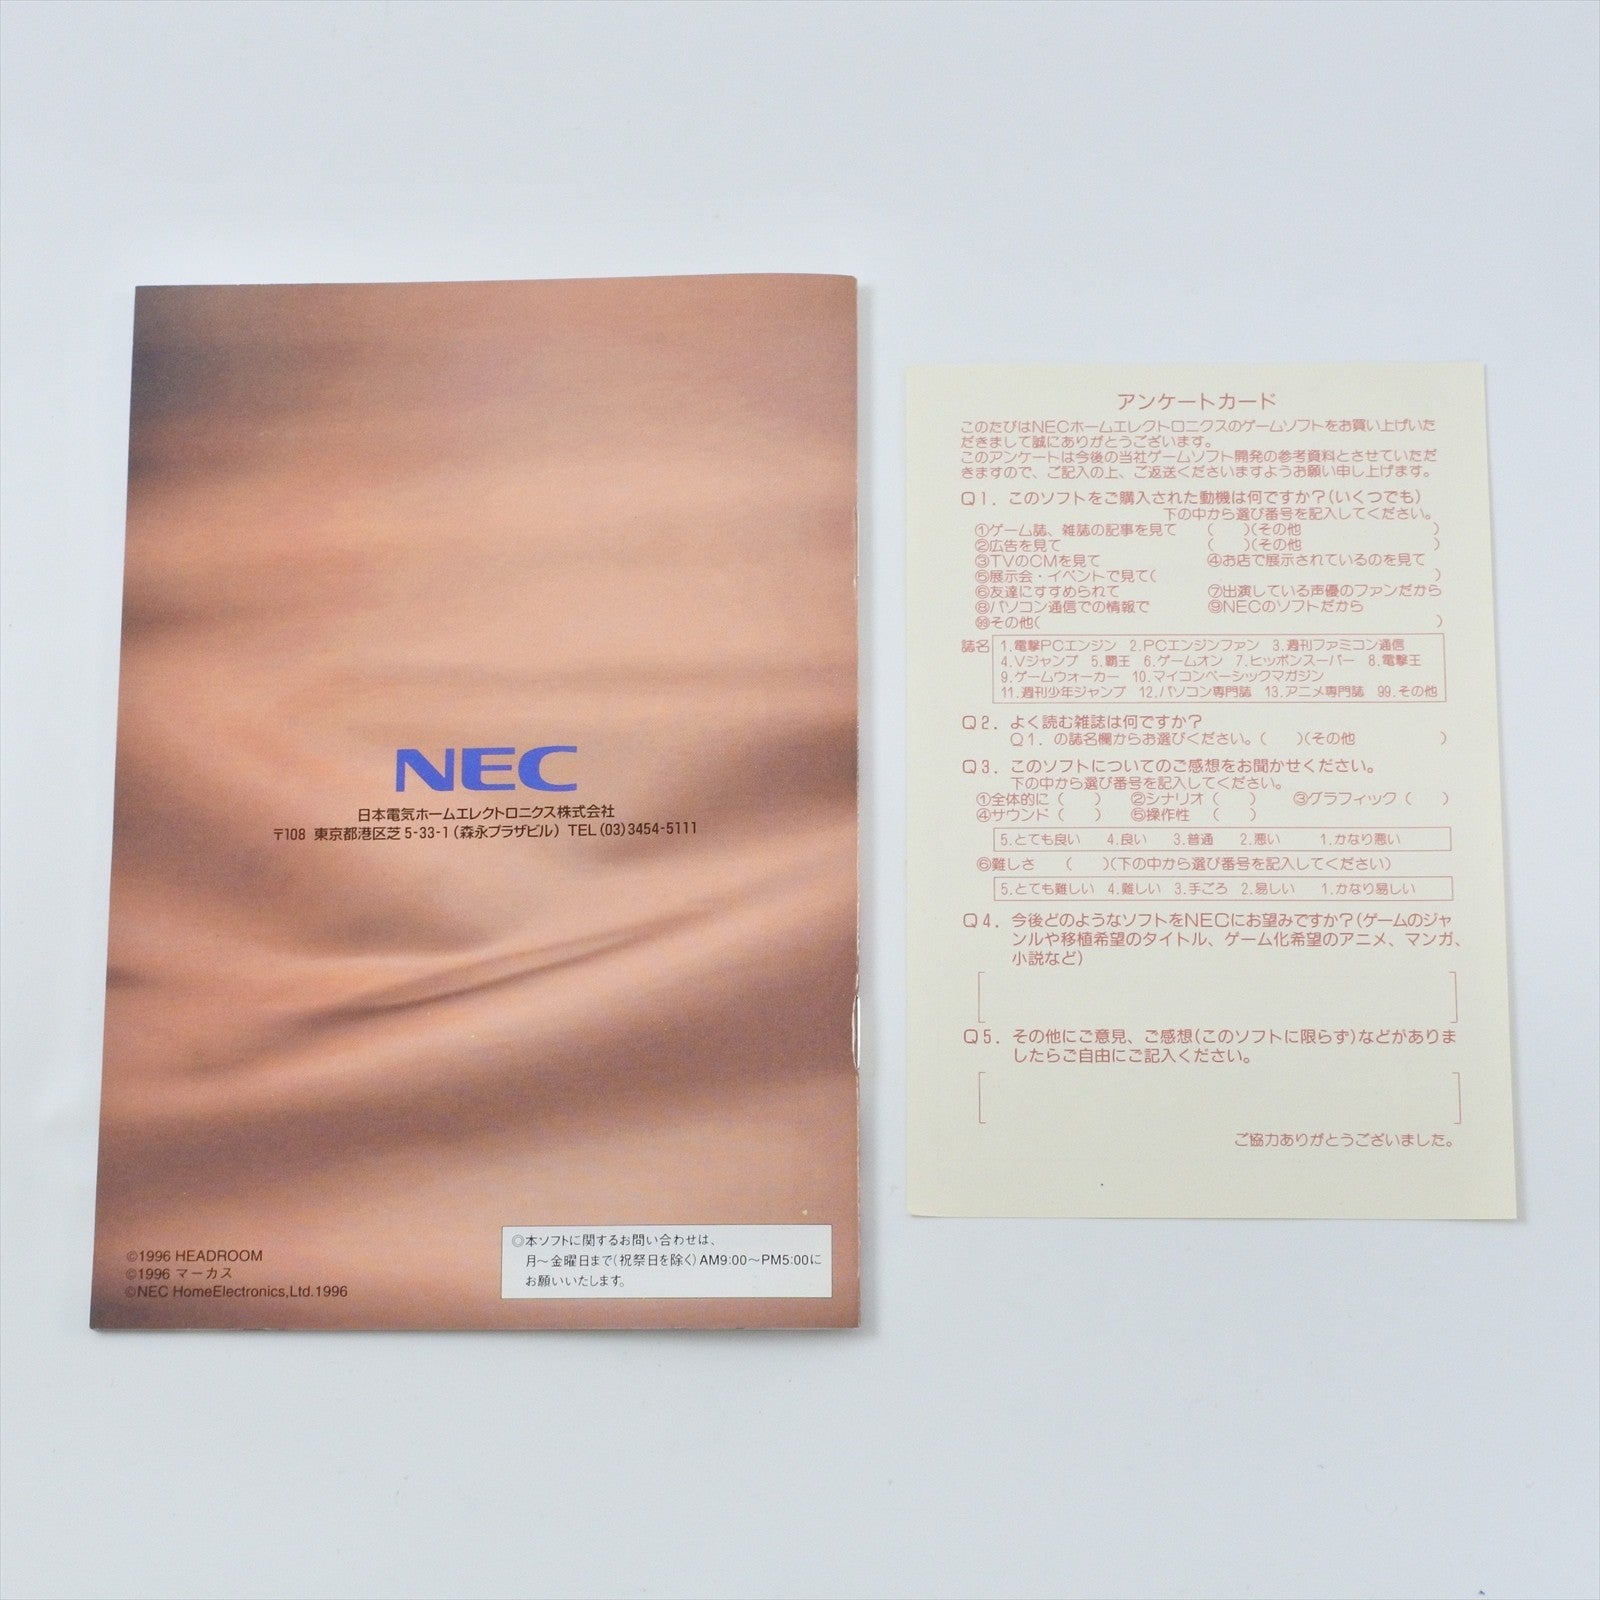 NEC
日本電気ホームエレクトロニクス株式会社
〒108 東京都港区芝5-33-1(森永プラザビル) TEL(03)3454-5111
©1996 HEADROOM
©1996 マーカス
©NEC HomeElectronics,Ltd.1996
◎本ソフトに関するお問い合わせは、
月〜金曜日まで(祝祭日を除く)AM9:00〜PM5:00に
お願いいたします。
アンケートカード
このたびはNECホームエレクトロニクスのゲームソフトをお買い上げいた
だきまして誠にありがとうございます。
このアンケートは今後の当社ゲームソフト開発の参考資料とさせていただ
きますので、ご記入の上、ご返送くださいますようお願い申し上げます。
Q1. このソフトをご購入された動機は何ですか?(いくつでも)
下の中から選び番号を記入してください。
①ゲーム誌、雑誌の記事を見て ( )(その他 )
②広告を見て ( )(その他 )
③TVのCMを見て ④お店で展示されているのを見て
⑤展示会・イベントで見て( )
⑥友達にすすめられて ⑦出演している声優のファンだから
⑧パソコン通信での情報で ⑨NECのソフトだから
�99その他( )
誌名 1.電撃PCエンジン 2.PCエンジンファン 3.週刊ファミコン通信
4.Vジャンプ 5.覇王 6.ゲームオン 7.ヒッポンスーパー 8.電撃王
9.ゲームウォーカー 10.マイコンベーシックマガジン
11.週刊少年ジャンプ 12.パソコン専門誌 13.アニメ専門誌 99.その他
Q2. よく読む雑誌は何ですか?
Q1. の誌名欄からお選びください。( )(その他 )
Q3. このソフトについてのご感想をお聞かせください。
下の中から選び番号を記入してください。
①全体的に ( ) ②シナリオ ( ) ③グラフィック ( )
④サウンド ( ) ⑤操作性 ( )
5.とても良い 4.良い 3.普通 2.悪い 1.かなり悪い
⑥難しさ ( )(下の中から選び番号を記入してください)
5.とても難しい 4.難しい 3.手ごろ 2.易しい 1.かなり易しい
Q4. 今後どのようなソフトをNECにお望みですか?(ゲームのジャ
ンルや移植希望のタイトル、ゲーム化希望のアニメ、マンガ、
小説など)
Q5. その他にご意見、ご感想(このソフトに限らず)などがありま
したらご自由にご記入ください。
ご協力ありがとうございました。